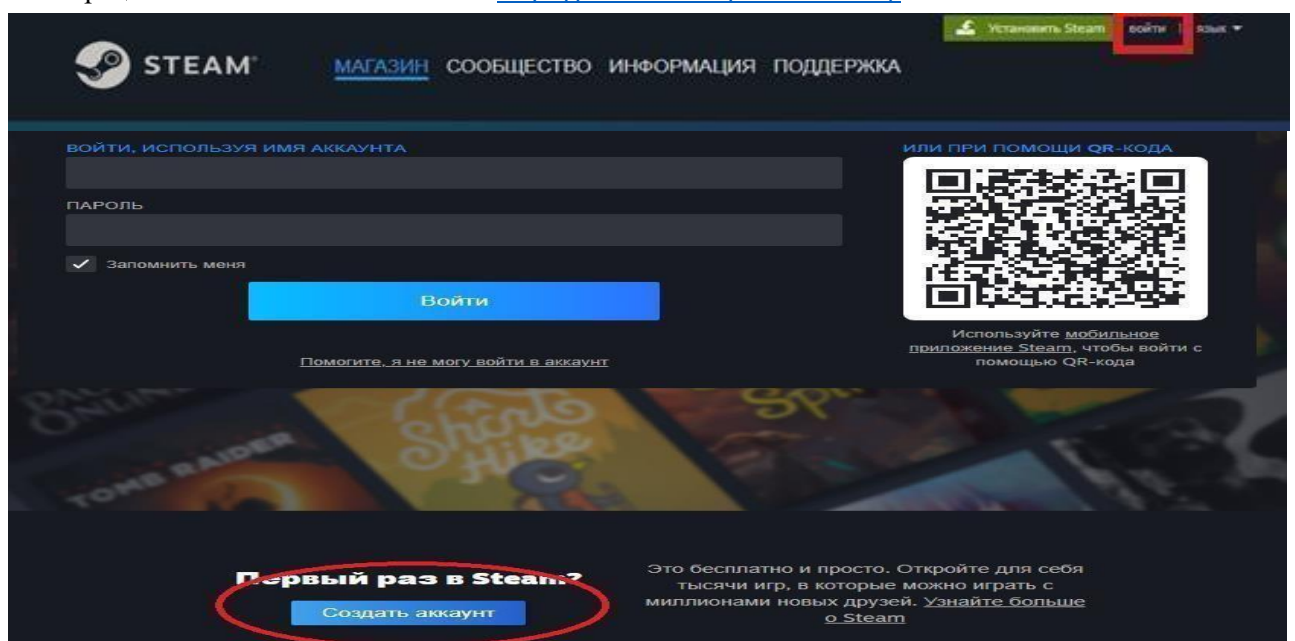 Установить Steam | войти | язык
STEAM МАГАЗИН СООБЩЕСТВО ИНФОРМАЦИЯ ПОДДЕРЖКА
ВОЙТИ, ИСПОЛЬЗУЯ ИМЯ АККАУНТА
ПАРОЛЬ
Запомнить меня
Войти
Помогите, я не могу войти в аккаунт
ИЛИ ПРИ ПОМОЩИ QR-КОДА
Используйте мобильное
приложение Steam, чтобы войти с
помощью QR-кода
ONLINE
TOMB RAIDER
Short
Hike
Первый раз в Steam?
Создать аккаунт
Это бесплатно и просто. Откройте для себя
тысячи игр, в которые можно играть с
миллионами новых друзей. Узнайте больше
о Steam